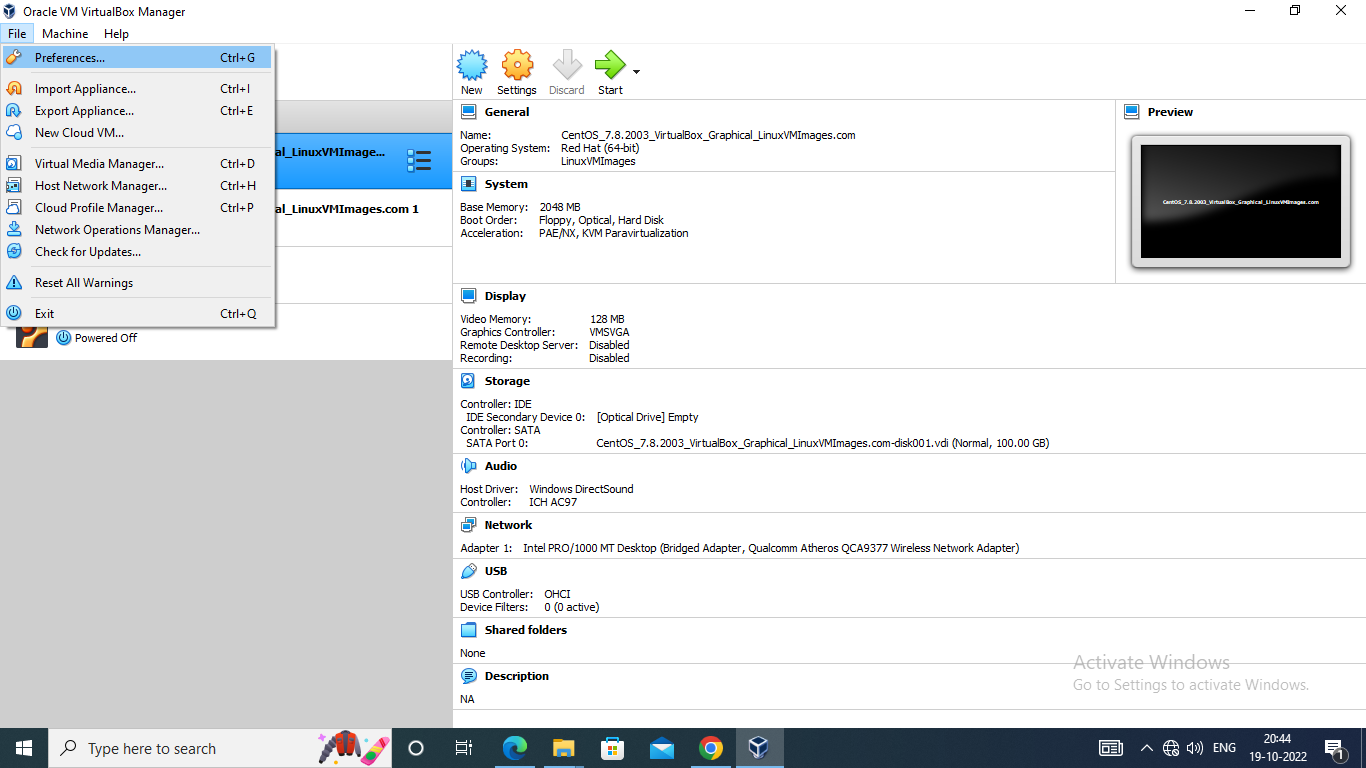 Oracle VM VirtualBox Manager
File Machine Help
Preferences... Ctrl+G
Import Appliance... Ctrl+I
Export Appliance... Ctrl+E
New Cloud VM...
Virtual Media Manager... Ctrl+D
Host Network Manager... Ctrl+H
Cloud Profile Manager... Ctrl+P
Network Operations Manager...
Check for Updates...
Reset All Warnings
Exit Ctrl+Q
al_LinuxVMImage...
al_LinuxVMImages.com 1
Powered Off
New Settings Discard Start
General
Name: CentOS_7.8.2003_VirtualBox_Graphical_LinuxVMImages.com
Operating System: Red Hat (64-bit)
Groups: LinuxVMImages
Preview
CentOS_7.8.2003_VirtualBox_Graphical_LinuxVMImages.com
System
Base Memory: 2048 MB
Boot Order: Floppy, Optical, Hard Disk
Acceleration: PAE/NX, KVM Paravirtualization
Display
Video Memory: 128 MB
Graphics Controller: VMSVGA
Remote Desktop Server: Disabled
Recording: Disabled
Storage
Controller: IDE
IDE Secondary Device 0: [Optical Drive] Empty
Controller: SATA
SATA Port 0: CentOS_7.8.2003_VirtualBox_Graphical_LinuxVMImages.com-disk001.vdi (Normal, 100.00 GB)
Audio
Host Driver: Windows DirectSound
Controller: ICH AC97
Network
Adapter 1: Intel PRO/1000 MT Desktop (Bridged Adapter, Qualcomm Atheros QCA9377 Wireless Network Adapter)
USB
USB Controller: OHCI
Device Filters: 0 (0 active)
Shared folders
None
Description
NA
Activate Windows
Go to Settings to activate Windows.
Type here to search
ENG
20:44
19-10-2022
1